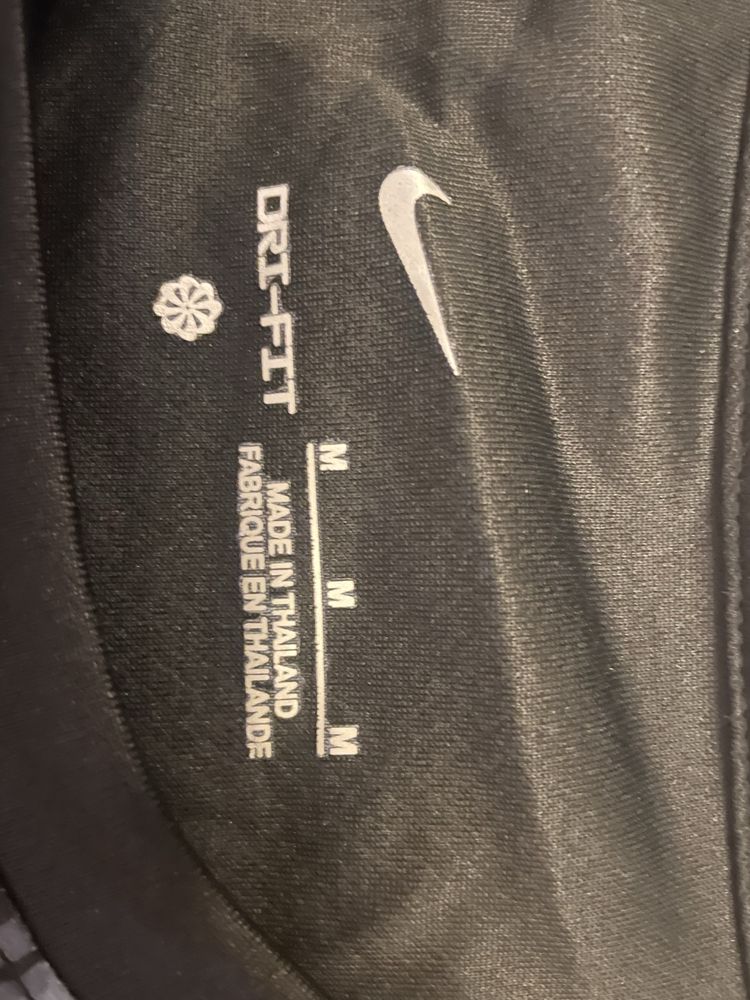 DRI-FIT
M M M
MADE IN THAILAND
FABRIQUE EN THAILANDE